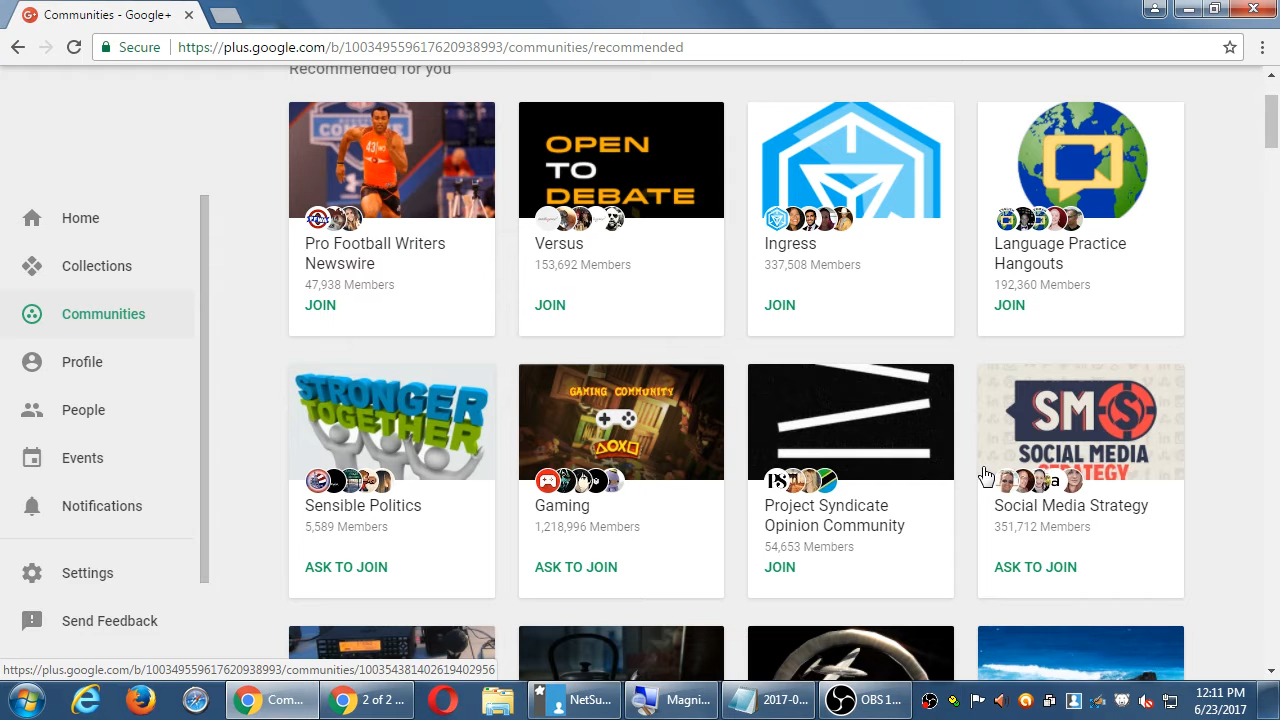 Communities - Google+
Secure https://plus.google.com/b/100349559617620938993/communities/recommended
Recommended for you
Home
Collections
Communities
Profile
People
Events
Notifications
Settings
Send Feedback
43
OPEN
TO
DEBATE
Pro Football Writers
Newswire
47,938 Members
JOIN
Versus
153,692 Members
JOIN
Ingress
337,508 Members
JOIN
Language Practice
Hangouts
192,360 Members
JOIN
STRONGER
TOGETHER
GAMING COMMUNITY
SMS
SOCIAL MEDIA
STRATEGY
PS
a
Sensible Politics
5,589 Members
ASK TO JOIN
Gaming
1,218,996 Members
ASK TO JOIN
Project Syndicate
Opinion Community
54,653 Members
JOIN
Social Media Strategy
351,712 Members
ASK TO JOIN
https://plus.google.com/b/100349559617620938993/communities/100354381402619402956
Com...
2 of 2 ...
NetSu...
Magni...
2017-0...
OBS 1...
12:11 PM
6/23/2017